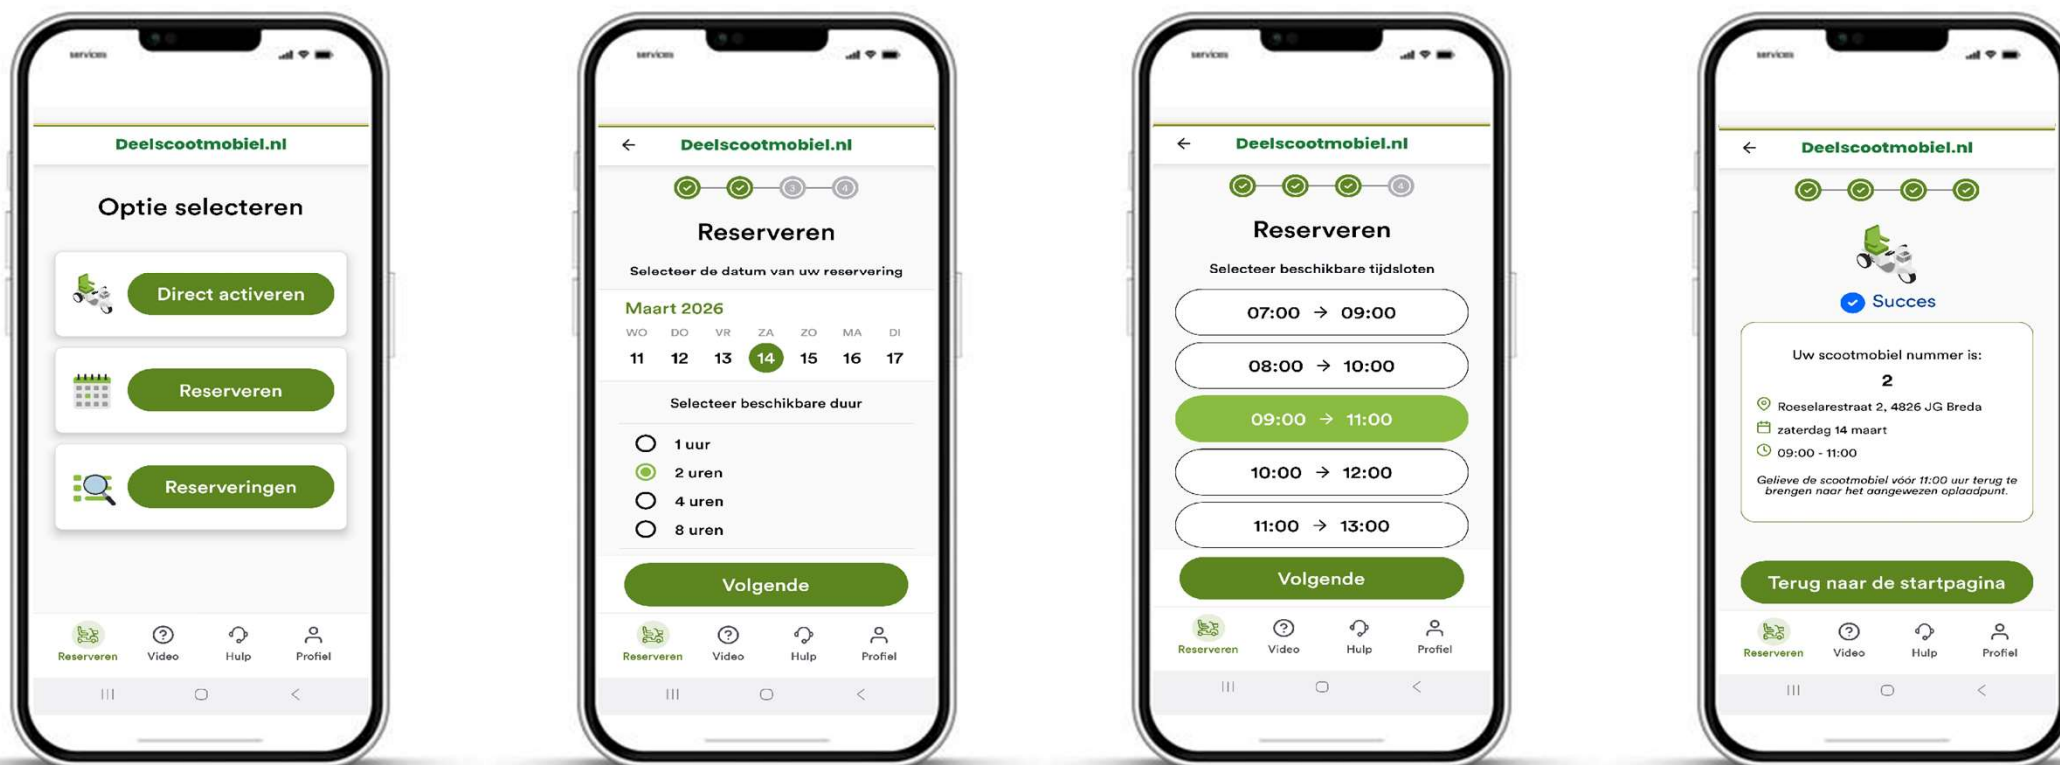 services
Deelscootmobiel.nl
Optie selecteren
Direct activeren
Reserveren
Reserveringen
Reserveren Video Hulp Profiel
services
Deelscootmobiel.nl
3 4
Reserveren
Selecteer de datum van uw reservering
Maart 2026
WO DO VR ZA ZO MA DI
11 12 13 14 15 16 17
Selecteer beschikbare duur
1 uur
2 uren
4 uren
8 uren
Volgende
Reserveren Video Hulp Profiel
services
Deelscootmobiel.nl
4
Reserveren
Selecteer beschikbare tijdsloten
07:00 → 09:00
08:00 → 10:00
09:00 → 11:00
10:00 → 12:00
11:00 → 13:00
Volgende
Reserveren Video Hulp Profiel
services
Deelscootmobiel.nl
Succes
Uw scootmobiel nummer is:
2
Roeselarestraat 2, 4826 JG Breda
zaterdag 14 maart
09:00 - 11:00
Gelieve de scootmobiel vóór 11:00 uur terug te
brengen naar het aangewezen oplaadpunt.
Terug naar de startpagina
Reserveren Video Hulp Profiel